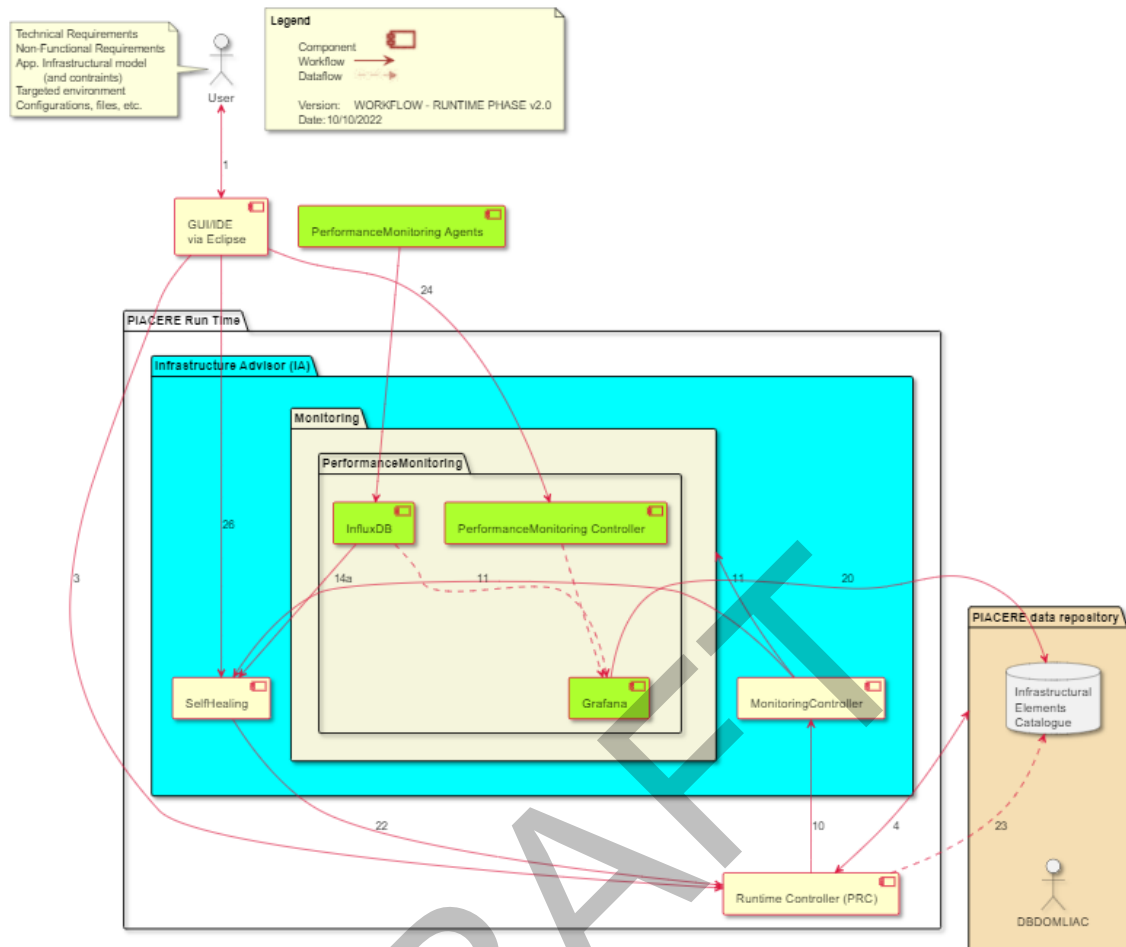 Technical Requirements
Non-Functional Requirements
App. Infrastructural model
(and contraints)
Targeted environment
Configurations, files, etc.
User
Legend
Component
Workflow
Dataflow
Version: WORKFLOW - RUNTIME PHASE v2.0
Date: 10/10/2022
1
GUI/IDE
via Eclipse
PerformanceMonitoring Agents
24
PIACERE Run Time
Infrastructure Advisor (IA)
Monitoring
PerformanceMonitoring
InfluxDB
PerformanceMonitoring Controller
26
3
14a
11
11
20
PIACERE data repository
SelfHealing
Grafana
MonitoringController
Infrastructural
Elements
Catalogue
22
10
4
23
Runtime Controller (PRC)
DBDOMLIAC
DRAFT